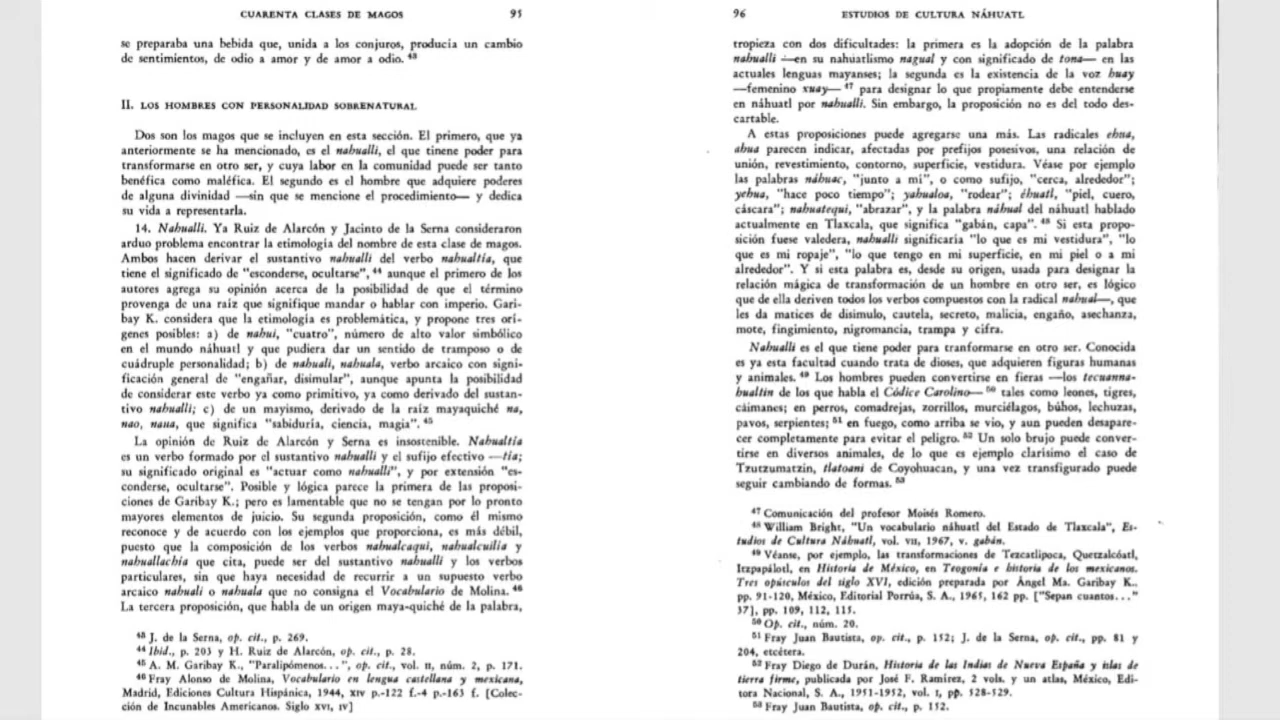 CUARENTA CLASES DE MAGOS 95
se preparaba una bebida que, unida a los conjuros, producía un cambio
de sentimientos, de odio a amor y de amor a odio. 43
II. LOS HOMBRES CON PERSONALIDAD SOBRENATURAL
Dos son los magos que se incluyen en esta sección. El primero, que ya
anteriormente se ha mencionado, es el nahualli, el que tinene poder para
transformarse en otro ser, y cuya labor en la comunidad puede ser tanto
benéfica como maléfica. El segundo es el hombre que adquiere poderes
de alguna divinidad —sin que se mencione el procedimiento— y dedica
su vida a representarla.
14. Nahualli. Ya Ruiz de Alarcón y Jacinto de la Serna consideraron
arduo problema encontrar la etimología del nombre de esta clase de magos.
Ambos hacen derivar el sustantivo nahualli del verbo nahualtía, que
tiene el significado de "esconderse, ocultarse", 44 aunque el primero de los
autores agrega su opinión acerca de la posibilidad de que el término
provenga de una raíz que signifique mandar o hablar con imperio. Gari-
bay K. considera que la etimología es problemática, y propone tres orí-
genes posibles: a) de nahui, "cuatro", número de alto valor simbólico
en el mundo náhuatl y que pudiera dar un sentido de tramposo o de
cuádruple personalidad; b) de nahuali, nahuala, verbo arcaico con signi-
ficación general de "engañar, disimular", aunque apunta la posibilidad
de considerar este verbo ya como primitivo, ya como derivado del sustan-
tivo nahualli; c) de un mayismo, derivado de la raíz mayaquiché na,
nao, naua, que significa "sabiduría, ciencia, magia". 45
La opinión de Ruiz de Alarcón y Serna es insostenible. Nahualtía
es un verbo formado por el sustantivo nahualli y el sufijo efectivo —tía;
su significado original es "actuar como nahualli", y por extensión "es-
conderse, ocultarse". Posible y lógica parece la primera de las proposi-
ciones de Garibay K.; pero es lamentable que no se tengan por lo pronto
mayores elementos de juicio. Su segunda proposición, como él mismo
reconoce y de acuerdo con los ejemplos que proporciona, es más débil,
puesto que la composición de los verbos nahualcaqui, nahualcuilia y
nahuallachia que cita, puede ser del sustantivo nahualli y los verbos
particulares, sin que haya necesidad de recurrir a un supuesto verbo
arcaico nahuali o nahuala que no consigna el Vocabulario de Molina. 46
La tercera proposición, que habla de un origen maya-quiché de la palabra,
43 J. de la Serna, op. cit., p. 269.
44 Ibid., p. 203 y H. Ruiz de Alarcón, op. cit., p. 28.
45 A. M. Garibay K., "Paralipómenos...", op. cit., vol. II, núm. 2, p. 171.
46 Fray Alonso de Molina, Vocabulario en lengua castellana y mexicana,
Madrid, Ediciones Cultura Hispánica, 1944, XIV p.-122 f.-4 p.-163 f. [Colec-
ción de Incunables Americanos. Siglo XVI, IV]
96 ESTUDIOS DE CULTURA NÁHUATL
tropieza con dos dificultades: la primera es la adopción de la palabra
nahualli —en su nahuatlismo nagual y con significado de tona— en las
actuales lenguas mayanses; la segunda es la existencia de la voz huay
—femenino xuay— 47 para designar lo que propiamente debe entenderse
en náhuatl por nahualli. Sin embargo, la proposición no es del todo des-
cartable.
A estas proposiciones puede agregarse una más. Las radicales ehua,
ahua parecen indicar, afectadas por prefijos posesivos, una relación de
unión, revestimiento, contorno, superficie, vestidura. Véase por ejemplo
las palabras náhuac, "junto a mí", o como sufijo, "cerca, alrededor";
yehua, "hace poco tiempo"; yahualoa, "rodear"; éhuatl, "piel, cuero,
cáscara"; nahuatequi, "abrazar", y la palabra náhual del náhuatl hablado
actualmente en Tlaxcala, que significa "gabán, capa". 48 Si esta propo-
sición fuese valedera, nahualli significaría "lo que es mi vestidura", "lo
que es mi ropaje", "lo que tengo en mi superficie, en mi piel o a mi
alrededor". Y si esta palabra es, desde su origen, usada para designar la
relación mágica de transformación de un hombre en otro ser, es lógico
que de ella deriven todos los verbos compuestos con la radical nahual—, que
les da matices de disimulo, cautela, secreto, malicia, engaño, asechanza,
mote, fingimiento, nigromancia, trampa y cifra.
Nahualli es el que tiene poder para tranformarse en otro ser. Conocida
es ya esta facultad cuando trata de dioses, que adquieren figuras humanas
y animales. 49 Los hombres pueden convertirse en fieras —los tecuanna-
hualtin de los que habla el Códice Carolino— 50 tales como leones, tigres,
cáimanes; en perros, comadrejas, zorrillos, murciélagos, búhos, lechuzas,
pavos, serpientes; 51 en fuego, como arriba se vio, y aun pueden desapare-
cer completamente para evitar el peligro. 52 Un solo brujo puede conver-
tirse en diversos animales, de lo que es ejemplo clarísimo el caso de
Tzutzumatzin, tlatoani de Coyohuacan, y una vez transfigurado puede
seguir cambiando de formas. 53
47 Comunicación del profesor Moisés Romero.
48 William Bright, "Un vocabulario náhuatl del Estado de Tlaxcala", Es-
tudios de Cultura Náhuatl, vol. VII, 1967, v. gabán.
49 Véanse, por ejemplo, las transformaciones de Tezcatlipoca, Quetzalcóatl,
Itzpapálotl, en Historia de México, en Teogonía e historia de los mexicanos.
Tres opúsculos del siglo XVI, edición preparada por Ángel Ma. Garibay K.,
pp. 91-120, México, Editorial Porrúa, S. A., 1965, 162 pp. ["Sepan cuantos..."
37], pp. 109, 112, 115.
50 Op. cit., núm. 20.
51 Fray Juan Bautista, op. cit., p. 152; J. de la Serna, op. cit., pp. 81 y
204, etcétera.
52 Fray Diego de Durán, Historia de las Indias de Nueva España y islas de
tierra firme, publicada por José F. Ramírez, 2 vols. y un atlas, México, Edi-
tora Nacional, S. A., 1951-1952, vol. I, pp. 528-529.
53 Fray Juan Bautista, op. cit., p. 152.